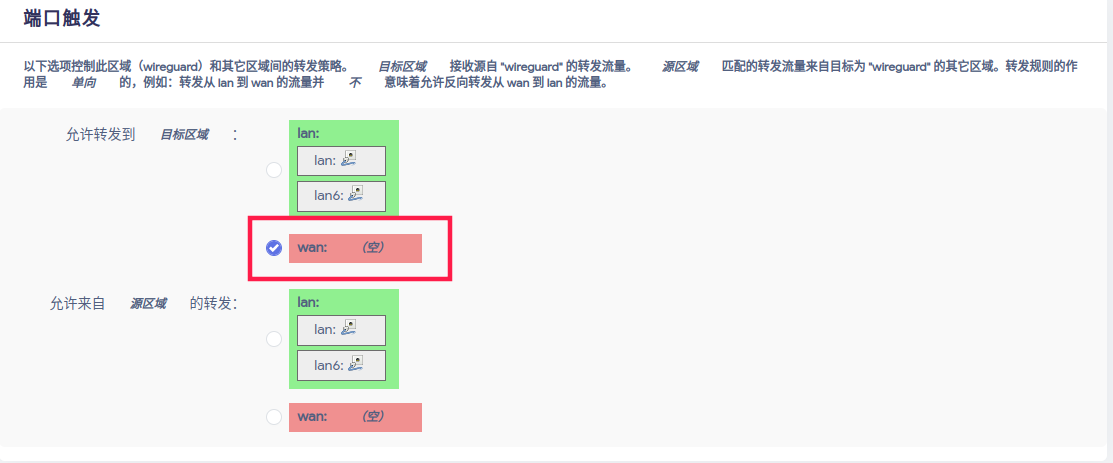 端口触发
以下选项控制此区域（wireguard）和其它区域间的转发策略。 目标区域 接收源自 "wireguard" 的转发流量。 源区域 匹配的转发流量来自目标为 "wireguard" 的其它区域。转发规则的作
用是 单向 的，例如：转发从 lan 到 wan 的流量并 不 意味着允许反向转发从 wan 到 lan 的流量。
允许转发到 目标区域 ：
lan:
lan:
lan6:
wan: （空）
允许来自 源区域 的转发：
lan:
lan:
lan6:
wan: （空）